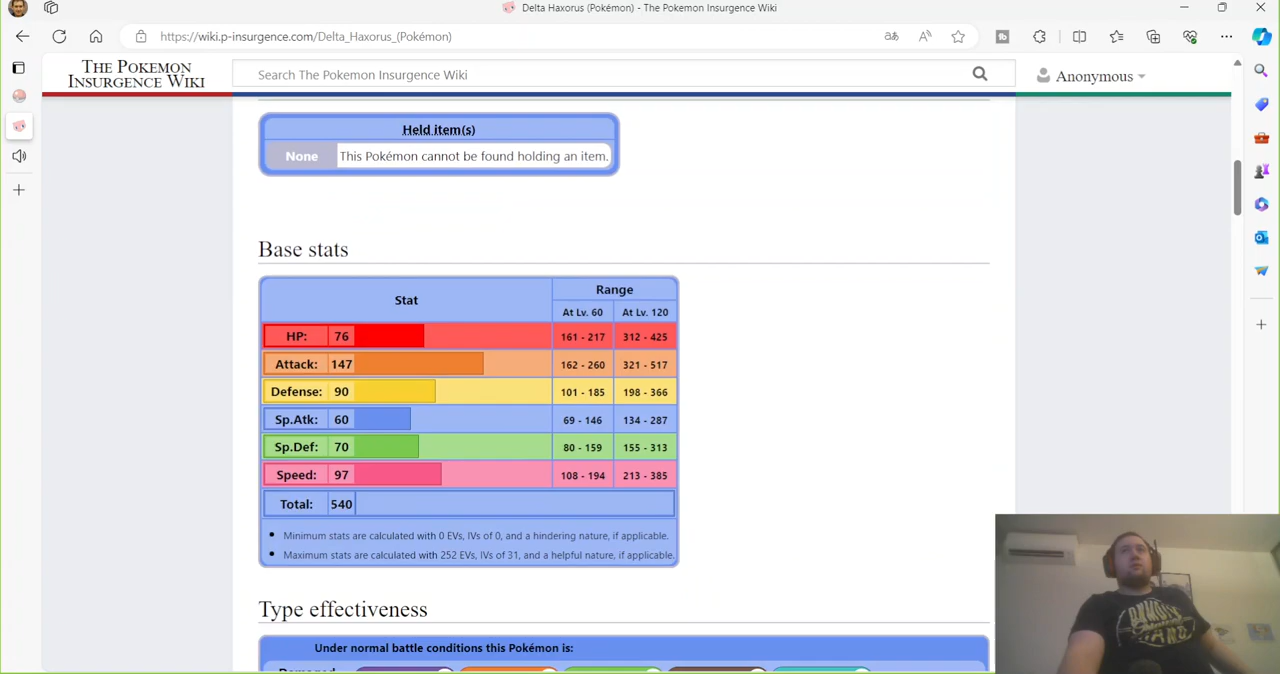 Delta Haxorus (Pokémon) - The Pokemon Insurgence Wiki
https://wiki.p-insurgence.com/Delta_Haxorus_(Pokémon)
THE POKEMON
INSURGENCE WIKI
Search The Pokemon Insurgence Wiki
Anonymous
Held item(s)
None This Pokémon cannot be found holding an item.
Base stats
Stat Range
At Lv. 60 At Lv. 120
HP: 76 161 - 217 312 - 425
Attack: 147 162 - 260 321 - 517
Defense: 90 101 - 185 198 - 366
Sp.Atk: 60 69 - 146 134 - 287
Sp.Def: 70 80 - 159 155 - 313
Speed: 97 108 - 194 213 - 385
Total: 540
Minimum stats are calculated with 0 EVs, IVs of 0, and a hindering nature, if applicable.
Maximum stats are calculated with 252 EVs, IVs of 31, and a helpful nature, if applicable.
Type effectiveness
Under normal battle conditions this Pokémon is: